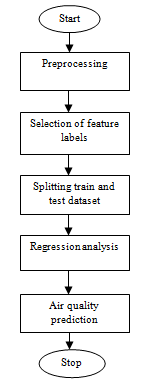 Start
Preprocessing
Selection of feature
labels
Splitting train and
test dataset
Regression analysis
Air quality
prediction
Stop